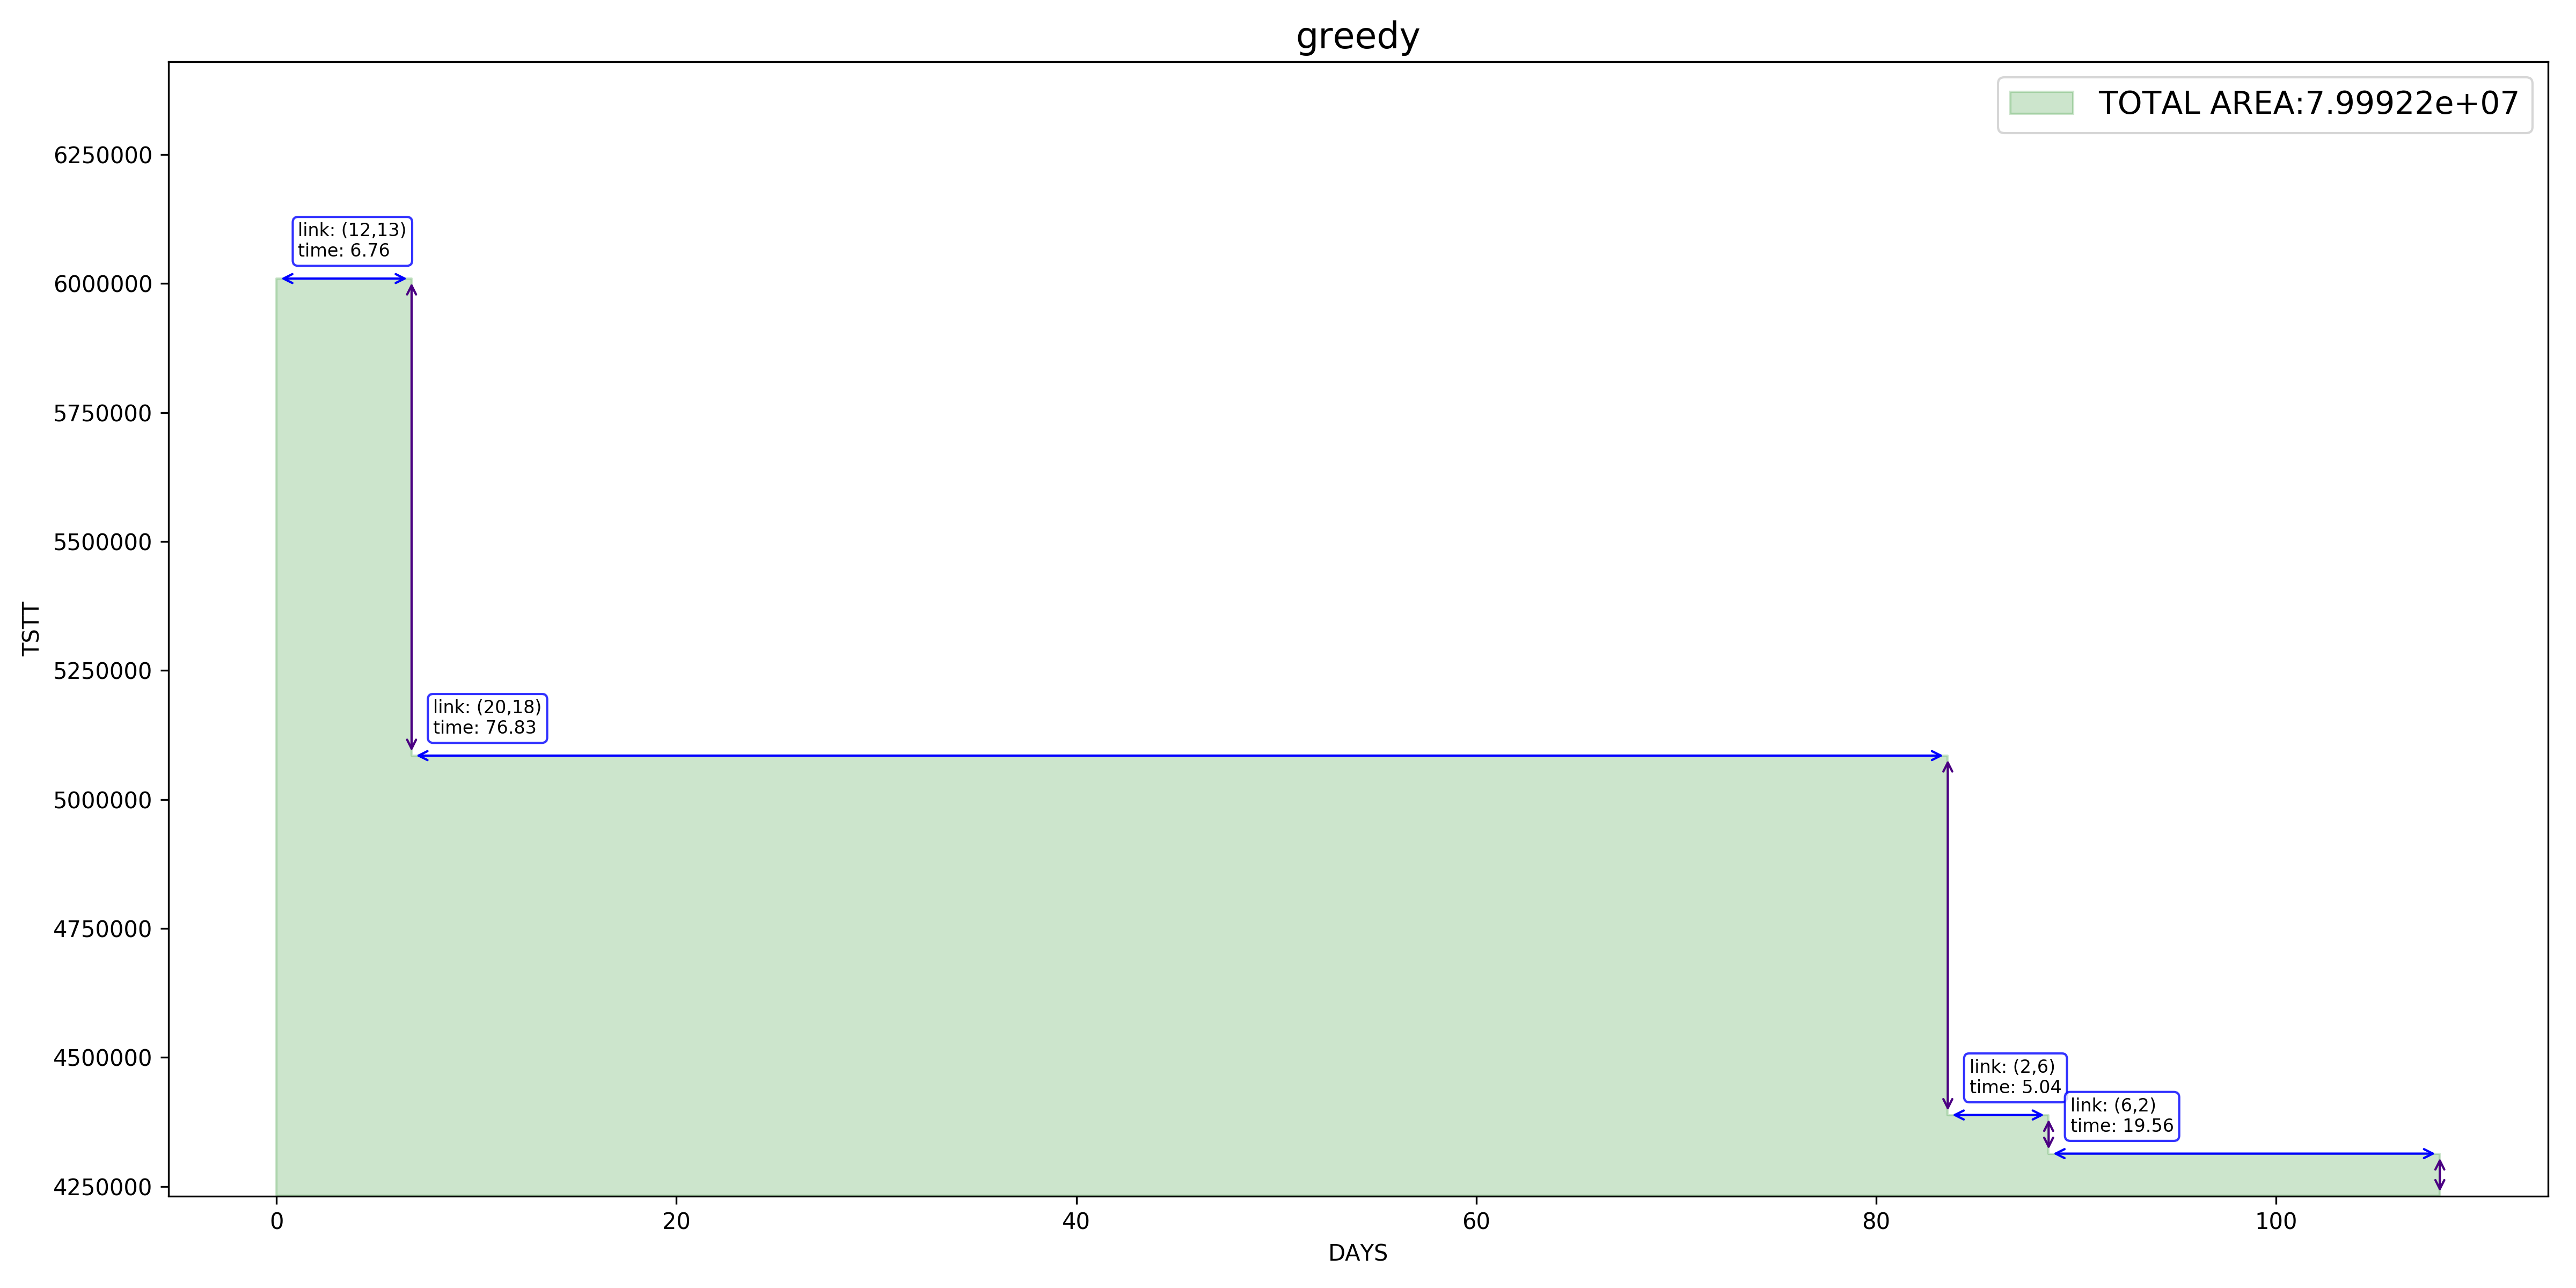 greedy
TOTAL AREA:7.99922e+07
6250000
6000000
5750000
5500000
5250000
5000000
4750000
4500000
4250000
TSTT
link: (12,13)
time: 6.76
link: (20,18)
time: 76.83
link: (2,6)
time: 5.04
link: (6,2)
time: 19.56
0
20
40
60
80
100
DAYS